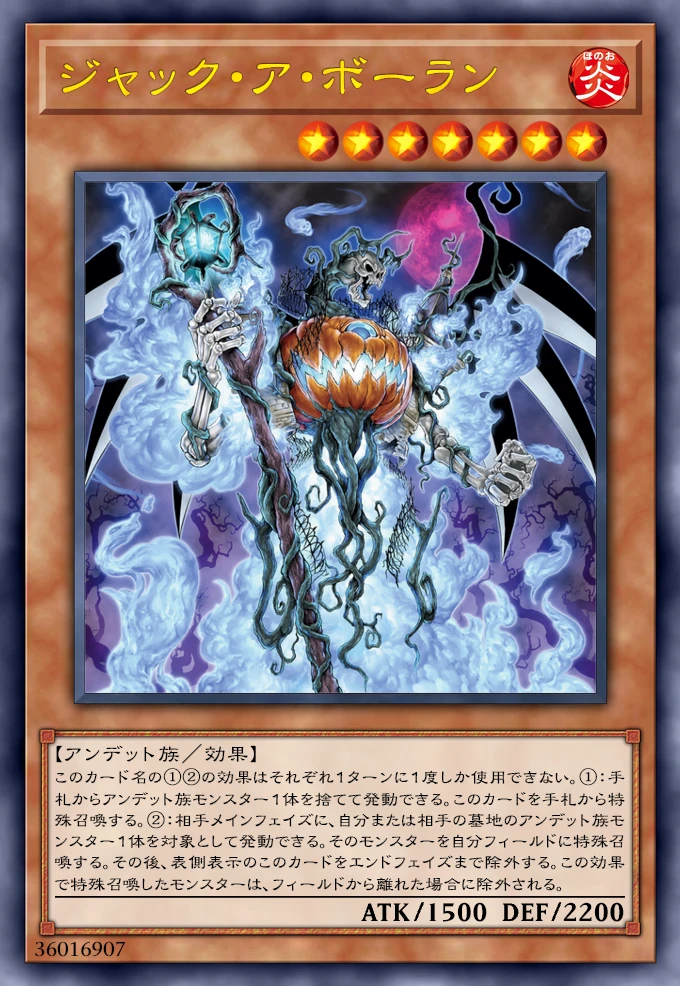 ジャック・ア・ボーラン
ほのお
炎
【アンデット族／効果】
このカード名の①②の効果はそれぞれ1ターンに1度しか使用できない。①：手
札からアンデット族モンスター1体を捨てて発動できる。このカードを手札から特
殊召喚する。②：相手メインフェイズに、自分または相手の墓地のアンデット族モ
ンスター1体を対象として発動できる。そのモンスターを自分フィールドに特殊召
喚する。その後、表側表示のこのカードをエンドフェイズまで除外する。この効果
で特殊召喚したモンスターは、フィールドから離れた場合に除外される。
ATK/1500 DEF/2200
36016907